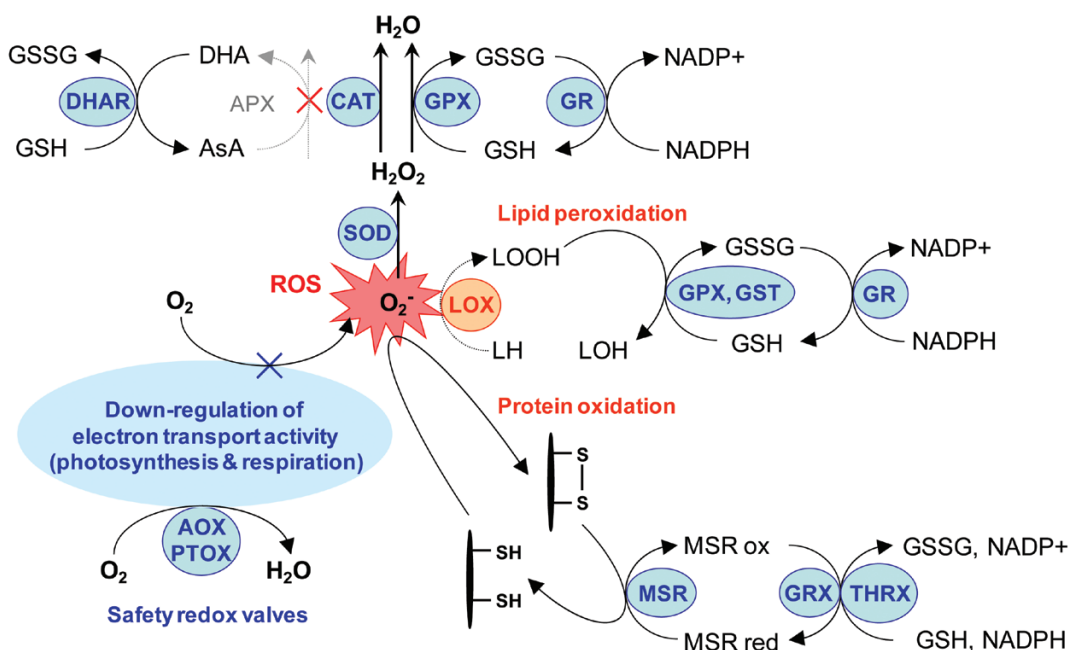 H2O
GSSG
DHA
GSSG
NADP+
DHAR
APX
CAT
GPX
GR
GSH
AsA
GSH
NADPH
H2O2
Lipid peroxidation
SOD
LOOH
GSSG
NADP+
ROS
O2
O2-
LOX
GPX, GST
GR
LH
LOH
GSH
NADPH
Down-regulation of
electron transport activity
(photosynthesis & respiration)
Protein oxidation
S
S
AOX
PTOX
O2
H2O
Safety redox valves
SH
SH
MSR ox
GSSG, NADP+
MSR
GRX
THRX
MSR red
GSH, NADPH